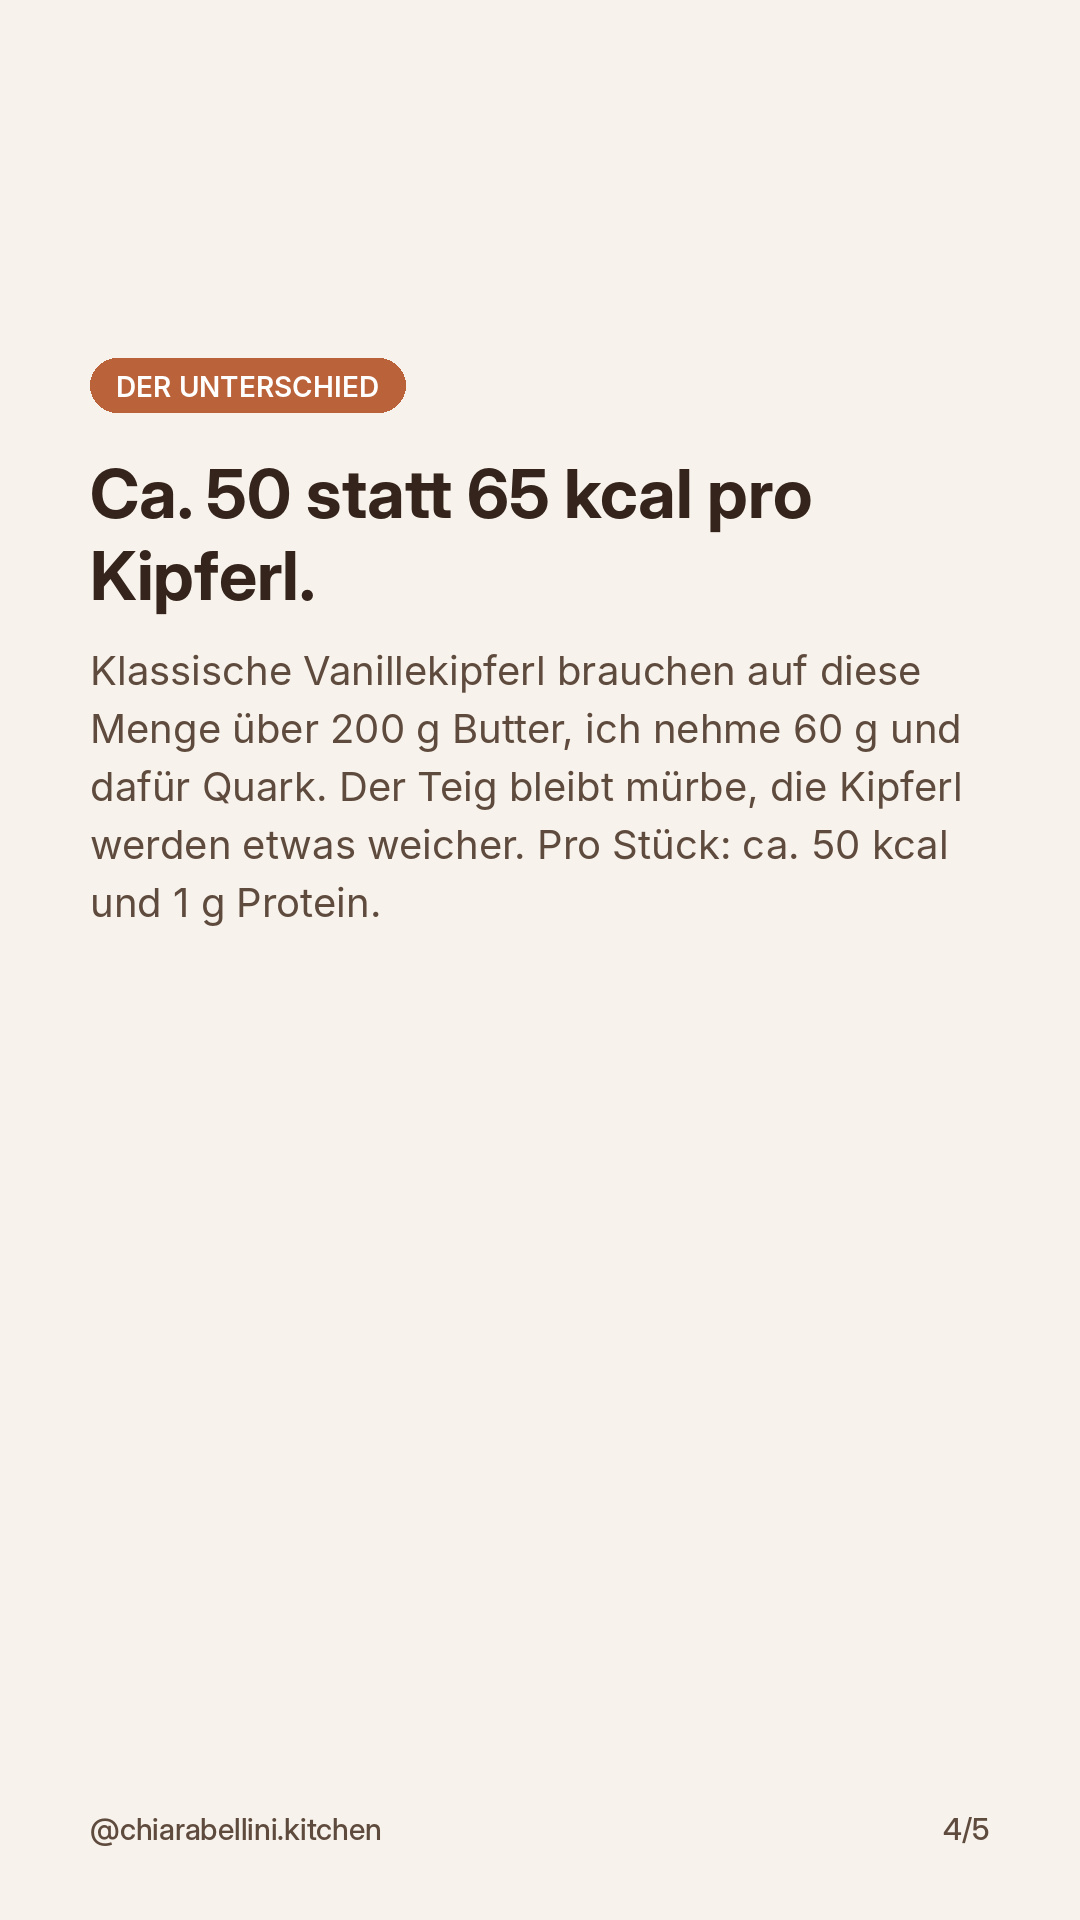 DER UNTERSCHIED
Ca. 50 statt 65 kcal pro
Kipferl.
Klassische Vanillekipferl brauchen auf diese
Menge über 200 g Butter, ich nehme 60 g und
dafür Quark. Der Teig bleibt mürbe, die Kipferl
werden etwas weicher. Pro Stück: ca. 50 kcal
und 1 g Protein.
@chiarabellini.kitchen
4/5